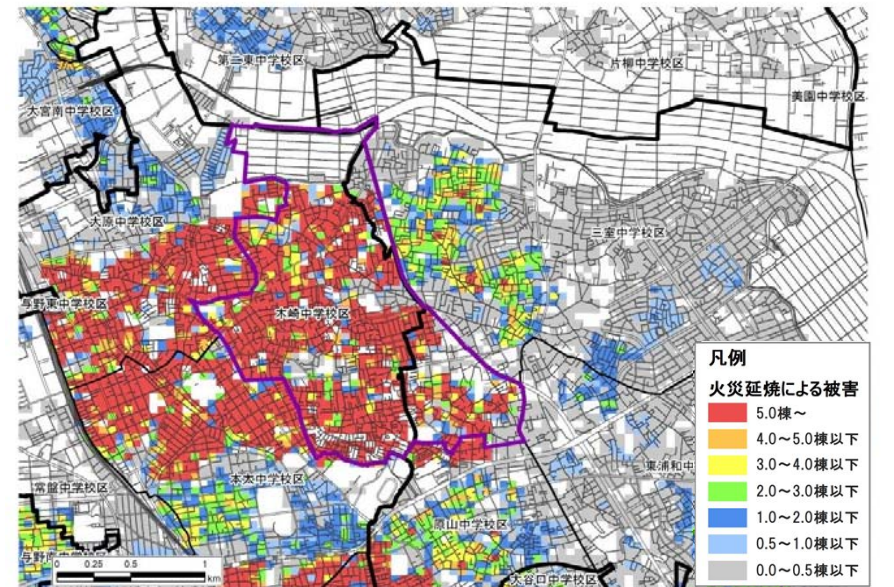 第二東中学校区
片柳中学校区
美園中学校区
大宮南中学校区
大原中学校区
三室中学校区
与野東中学校区
木崎中学校区
凡例
火災延焼による被害
5.0棟～
4.0～5.0棟以下
3.0～4.0棟以下
2.0～3.0棟以下
1.0～2.0棟以下
0.5～1.0棟以下
0.0～0.5棟以下
東浦和中
本太中学校区
常盤中学校区
原山中学校区
与野南中学校区
大谷口中学校区
0 0.25 0.5 1
km